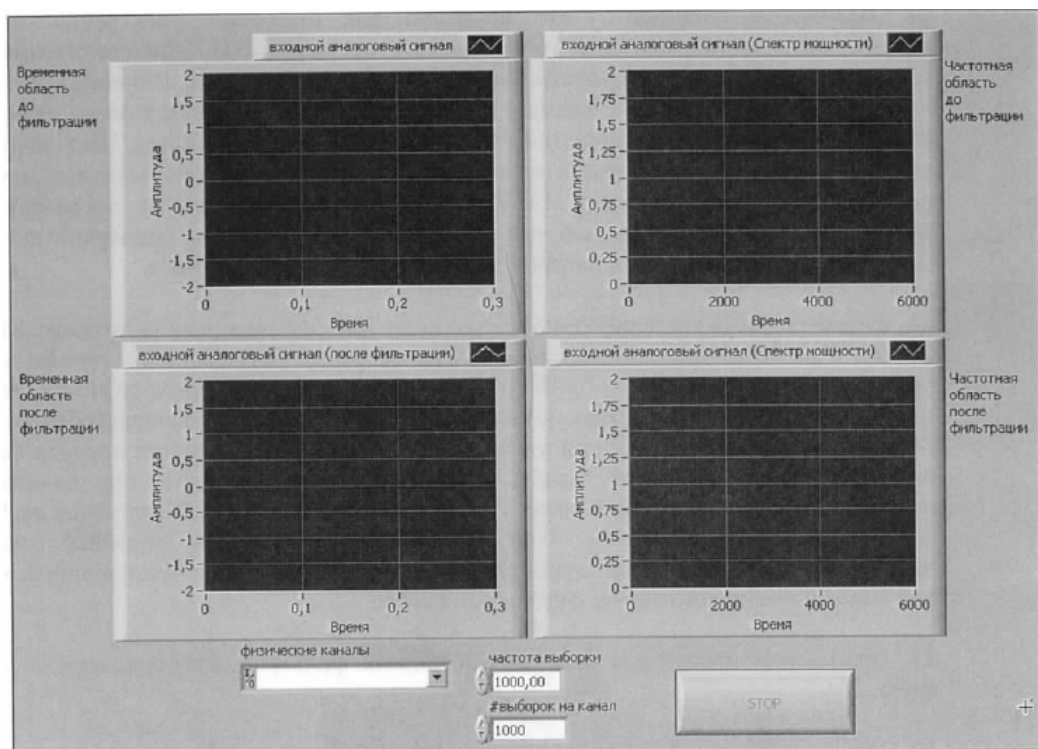 входной аналоговый сигнал
Временная
область
до
фильтрации
Амплитуда
2
1,5
1
0,5
0
-0,5
-1
-1,5
-2
0
0,1
0,2
0,3
Время
входной аналоговый сигнал (Спектр мощности)
Частотная
область
до
фильтрации
Амплитуда
2
1,75
1,5
1,25
1
0,75
0,5
0,25
0
0
2000
4000
6000
Время
входной аналоговый сигнал (после фильтрации)
Временная
область
после
фильтрации
Амплитуда
2
1,5
1
0,5
0
-0,5
-1
-1,5
-2
0
0,1
0,2
0,3
Время
входной аналоговый сигнал (Спектр мощности)
Частотная
область
после
фильтрации
Амплитуда
2
1,75
1,5
1,25
1
0,75
0,5
0,25
0
0
2000
4000
6000
Время
физические каналы
I/0
частота выборки
1000,00
#выборок на канал
1000
STOP